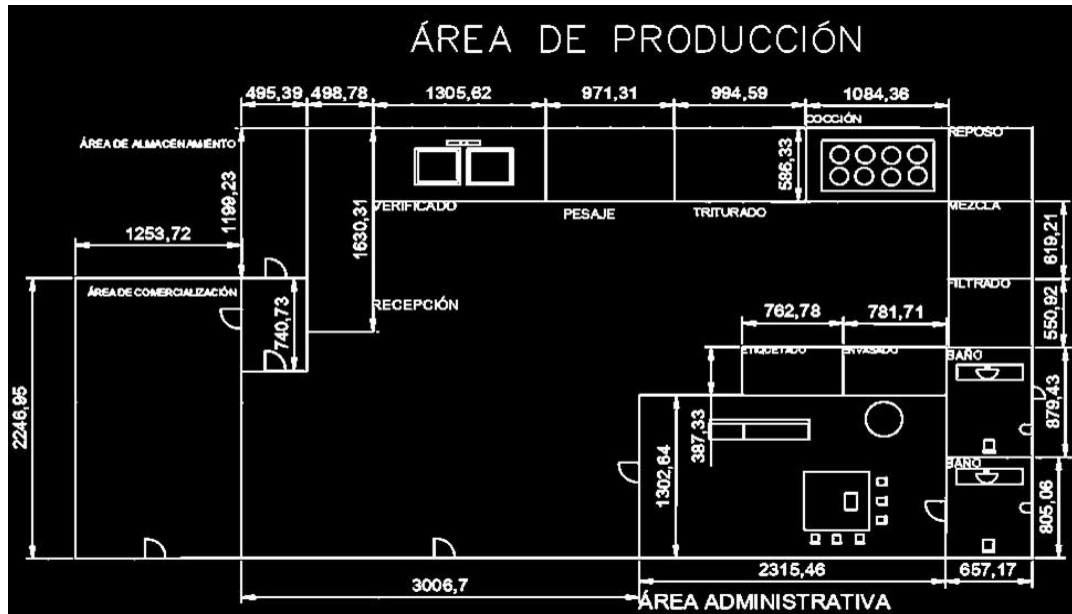 ÁREA DE PRODUCCIÓN
495,39 498,78 1305,62 971,31 994,59 1084,36
COCCIÓN
REPOSO
ÁREA DE ALMACENAMIENTO
586,33
1199,23
VERIFICADO
PESAJE
TRITURADO
MEZCLA
1630,31
619,21
1253,72
ÁREA DE COMERCIALIZACIÓN
FILTRADO
RECEPCIÓN
740,73
762,78 781,71
550,92
ETIQUETADO
ENVASADO
BAÑO
879,43
2246,95
387,33
1302,64
BAÑO
805,06
3006,7
2315,46
657,17
ÁREA ADMINISTRATIVA